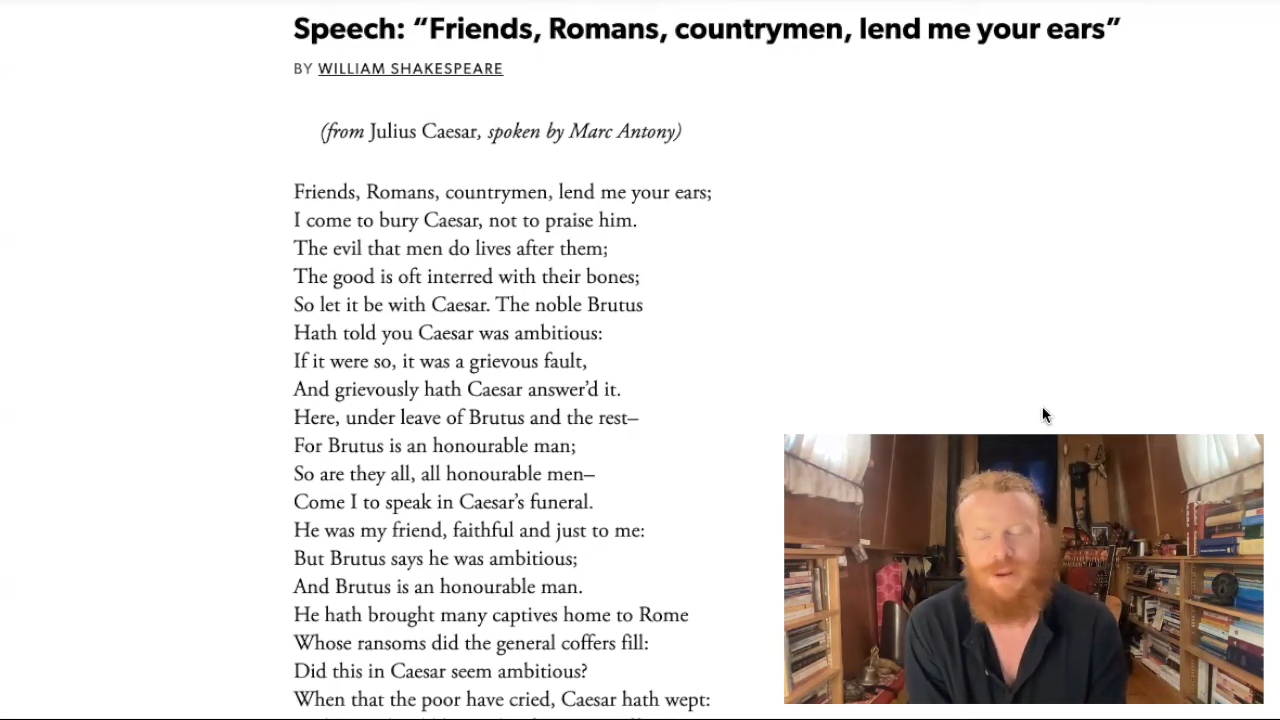 Speech: “Friends, Romans, countrymen, lend me your ears”
BY WILLIAM SHAKESPEARE
(from Julius Caesar, spoken by Marc Antony)
Friends, Romans, countrymen, lend me your ears;
I come to bury Caesar, not to praise him.
The evil that men do lives after them;
The good is oft interred with their bones;
So let it be with Caesar. The noble Brutus
Hath told you Caesar was ambitious:
If it were so, it was a grievous fault,
And grievously hath Caesar answer’d it.
Here, under leave of Brutus and the rest–
For Brutus is an honourable man;
So are they all, all honourable men–
Come I to speak in Caesar’s funeral.
He was my friend, faithful and just to me:
But Brutus says he was ambitious;
And Brutus is an honourable man.
He hath brought many captives home to Rome
Whose ransoms did the general coffers fill:
Did this in Caesar seem ambitious?
When that the poor have cried, Caesar hath wept: